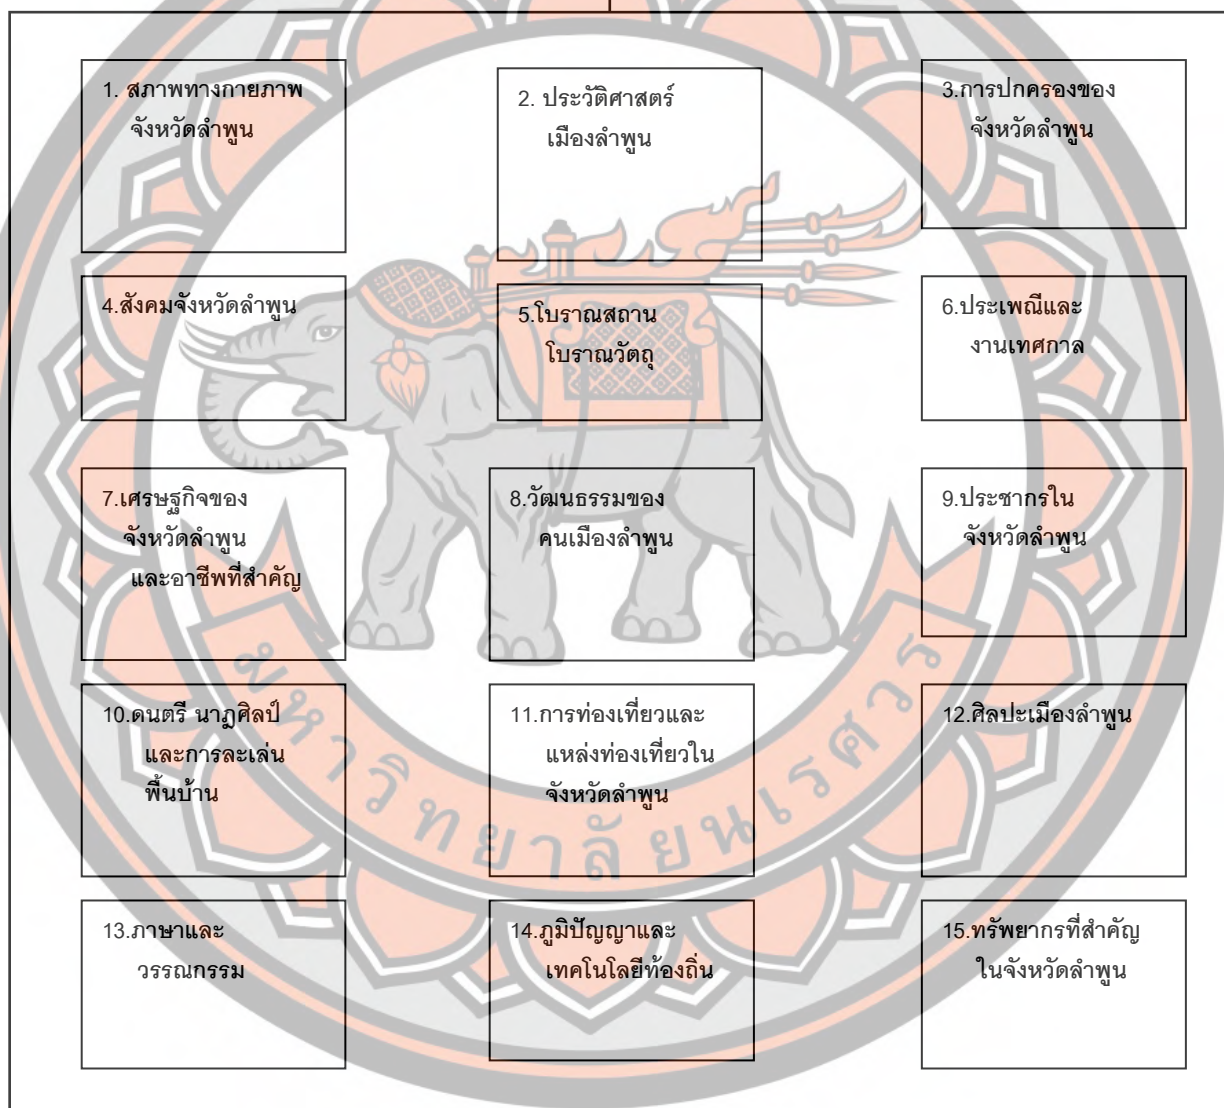 1. สภาพทางกายภาพ
จังหวัดลำพูน
2. ประวัติศาสตร์
เมืองลำพูน
3.การปกครองของ
จังหวัดลำพูน
4.สังคมจังหวัดลำพูน
5.โบราณสถาน
โบราณวัตถุ
6.ประเพณีและ
งานเทศกาล
7.เศรษฐกิจของ
จังหวัดลำพูน
และอาชีพที่สำคัญ
8.วัฒนธรรมของ
คนเมืองลำพูน
9.ประชากรใน
จังหวัดลำพูน
10.ดนตรี นาฎศิลป์
และการละเล่น
พื้นบ้าน
11.การท่องเที่ยวและ
แหล่งท่องเที่ยวใน
จังหวัดลำพูน
12.ศิลปะเมืองลำพูน
13.ภาษาและ
วรรณกรรม
14.ภูมิปัญญาและ
เทคโนโลยีท้องถิ่น
15.ทรัพยากรที่สำคัญ
ในจังหวัดลำพูน
มหาวิทยาลัยนเรศวร